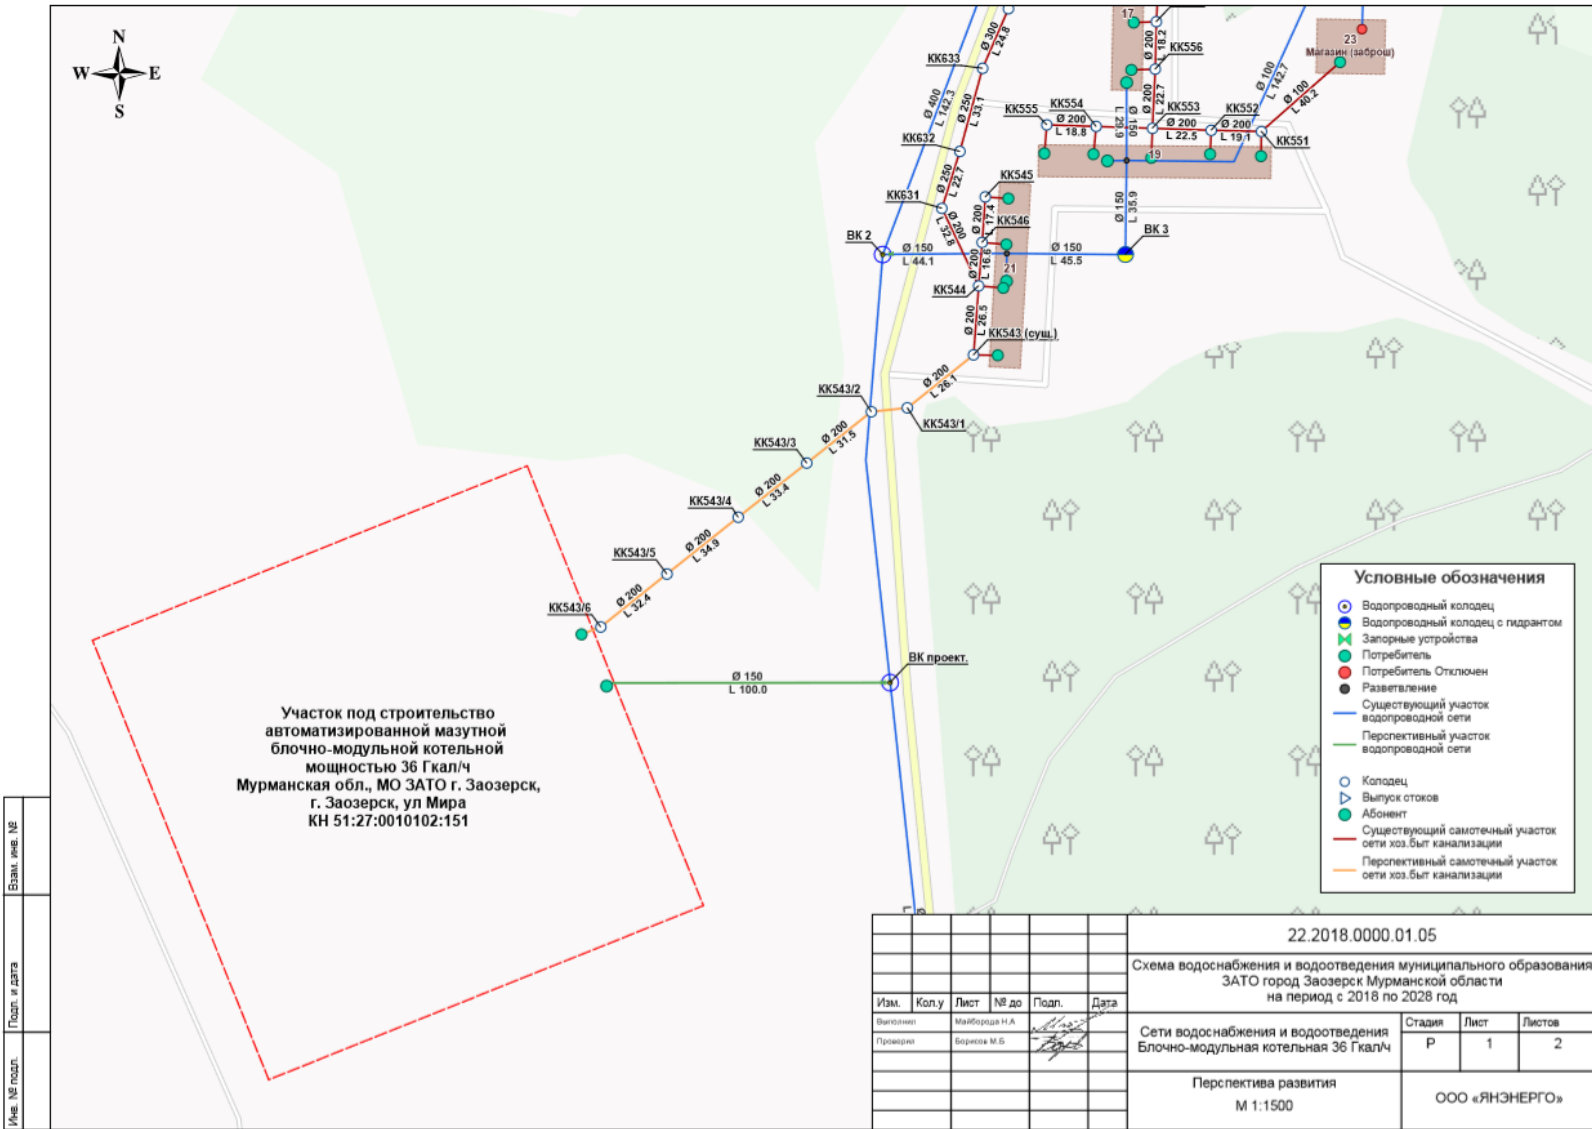 N
W E
S
Ø 300
L 24.8
КК633
Ø 400
L 142.3
Ø 250
L 33.1
КК632
Ø 250
L 22.7
КК631
Ø 200
L 32.8
17
Ø 200
L 18.2
КК556
Ø 200
L 22.7
23
Магазин (заброш)
Ø 100
L 142.7
Ø 100
L 40.2
КК555
КК554
КК553
КК552
КК551
Ø 200
L 18.8
Ø 150
L 29.9
Ø 200
L 22.5
Ø 200
L 19.1
19
КК545
Ø 200
L 17.4
КК546
Ø 150
L 35.9
ВК 2
ВК 3
Ø 150
L 44.1
Ø 150
L 45.5
Ø 200
L 16.6
21
КК544
Ø 200
L 26.5
КК543 (сущ.)
Ø 200
L 26.1
КК543/2
КК543/1
Ø 200
L 31.5
КК543/3
Ø 200
L 33.4
КК543/4
Ø 200
L 34.9
КК543/5
Ø 200
L 32.4
КК543/6
ВК проект.
Ø 150
L 100.0
Участок под строительство
автоматизированной мазутной
блочно-модульной котельной
мощностью 36 Гкал/ч
Мурманская обл., МО ЗАТО г. Заозерск,
г. Заозерск, ул Мира
КН 51:27:0010102:151
Условные обозначения
Водопроводный колодец
Водопроводный колодец с гидрантом
Запорные устройства
Потребитель
Потребитель Отключен
Разветвление
Существующий участок
водопроводной сети
Перспективный участок
водопроводной сети
Колодец
Выпуск стоков
Абонент
Существующий самотечный участок
сети хоз.быт канализации
Перспективный самотечный участок
сети хоз.быт канализации
Взам. инв. №
Подп. и дата
Инв. № подл.
22.2018.0000.01.05
Схема водоснабжения и водоотведения муниципального образования
ЗАТО город Заозерск Мурманской области
на период с 2018 по 2028 год
Изм. Кол.у Лист № до Подп. Дата
Выполнил Майборода Н.А
Проверил Борисов М.Б
Сети водоснабжения и водоотведения
Блочно-модульная котельная 36 Гкал/ч
Стадия Лист Листов
Р 1 2
Перспектива развития
М 1:1500
ООО «ЯНЭНЕРГО»